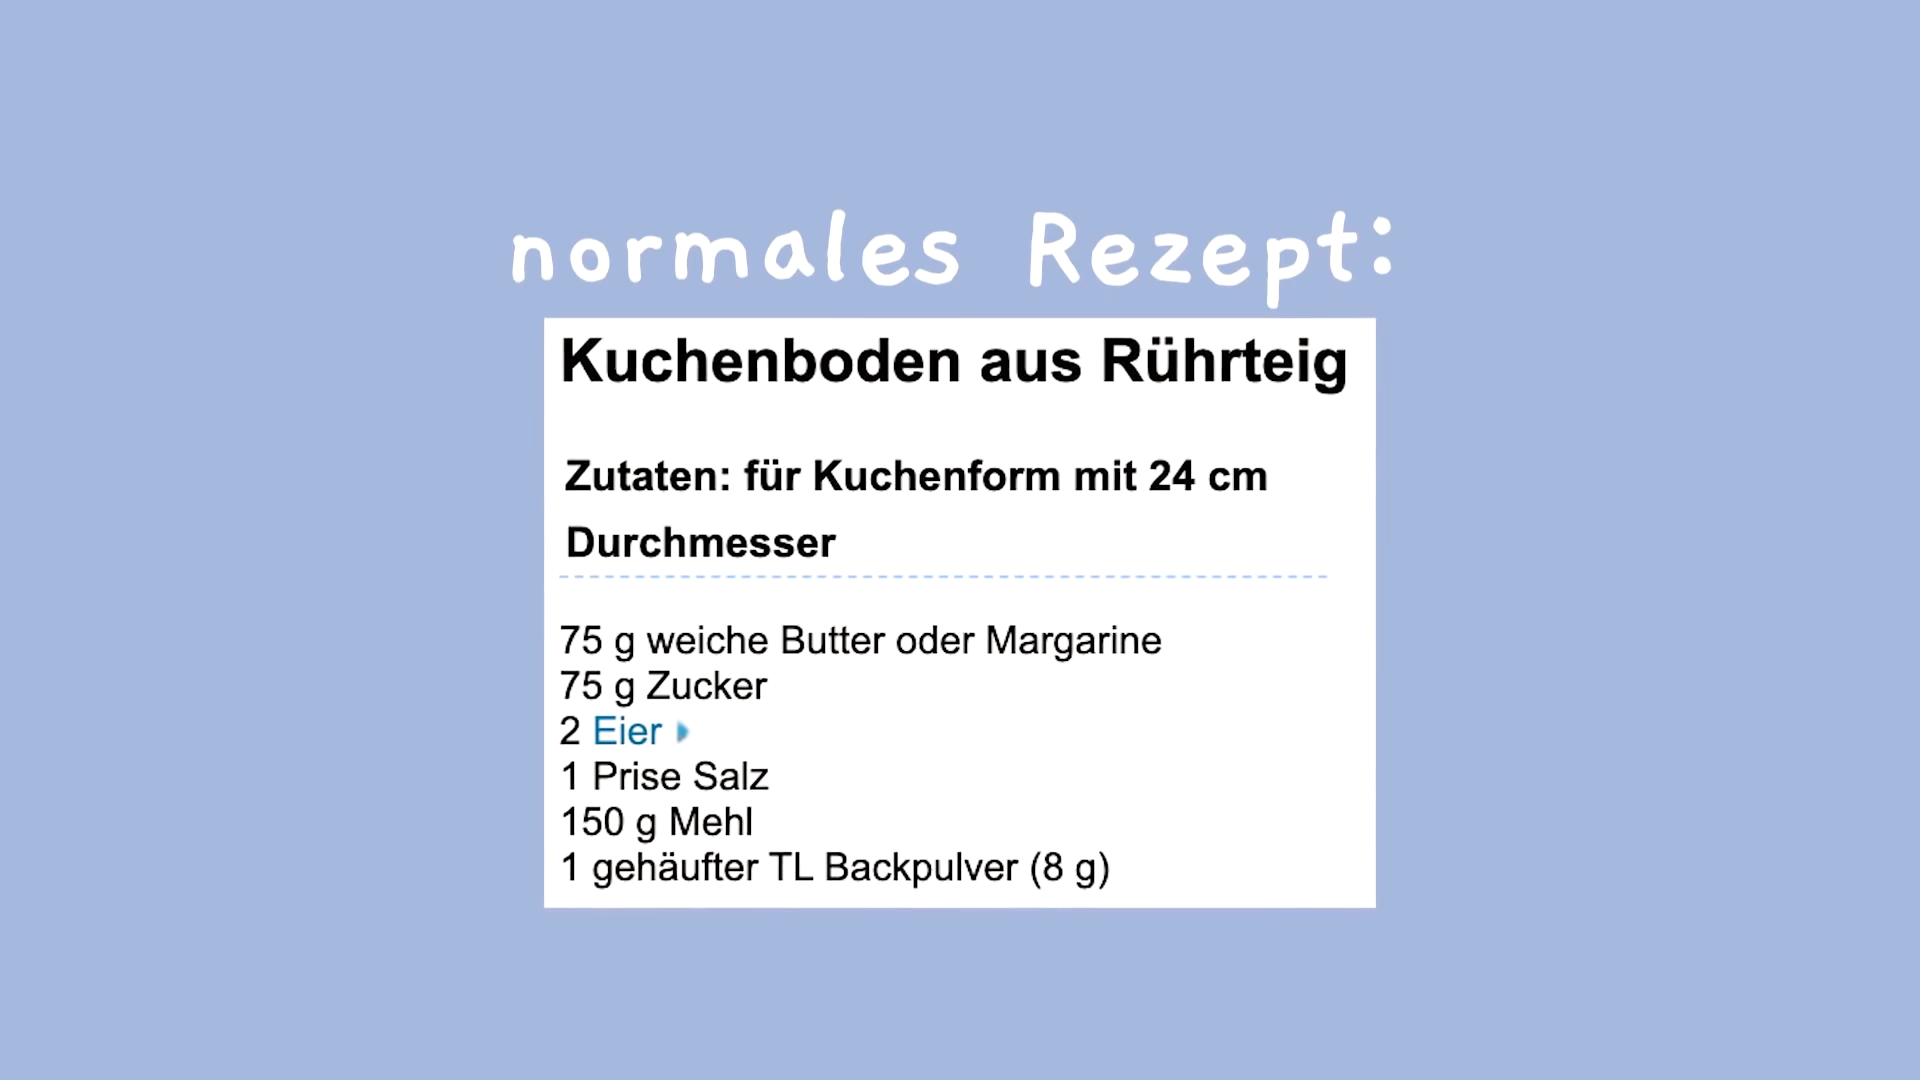 normales Rezept:
Kuchenboden aus Rührteig
Zutaten: für Kuchenform mit 24 cm
Durchmesser
75 g weiche Butter oder Margarine
75 g Zucker
2 Eier
1 Prise Salz
150 g Mehl
1 gehäufter TL Backpulver (8 g)